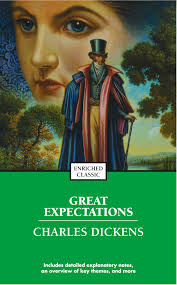 ENRICHED
CLASSIC
GREAT
EXPECTATIONS
CHARLES DICKENS
Includes detailed explanatory notes,
an overview of key themes, and more